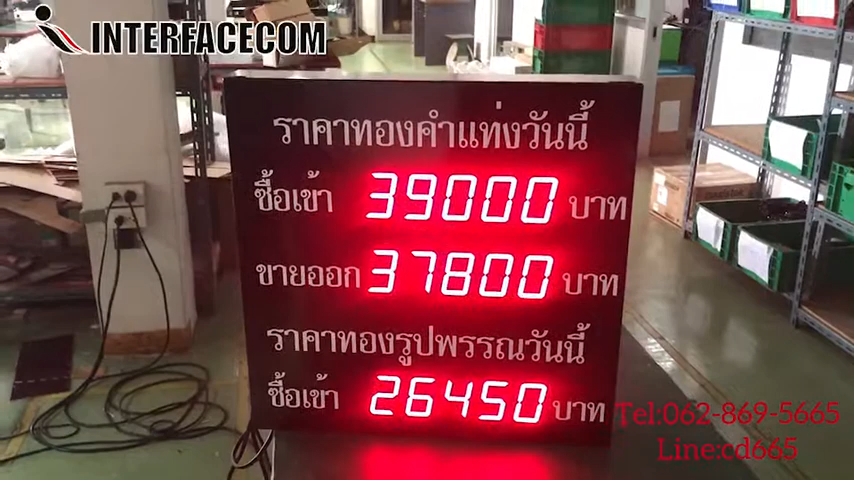 INTERFACECOM
ราคาทองคำแท่งวันนี้
ซื้อเข้า 39000 บาท
ขายออก 37800 บาท
ราคาทองรูปพรรณวันนี้
ซื้อเข้า 26450 บาท
Tel:062-869-5665
Line:cd665